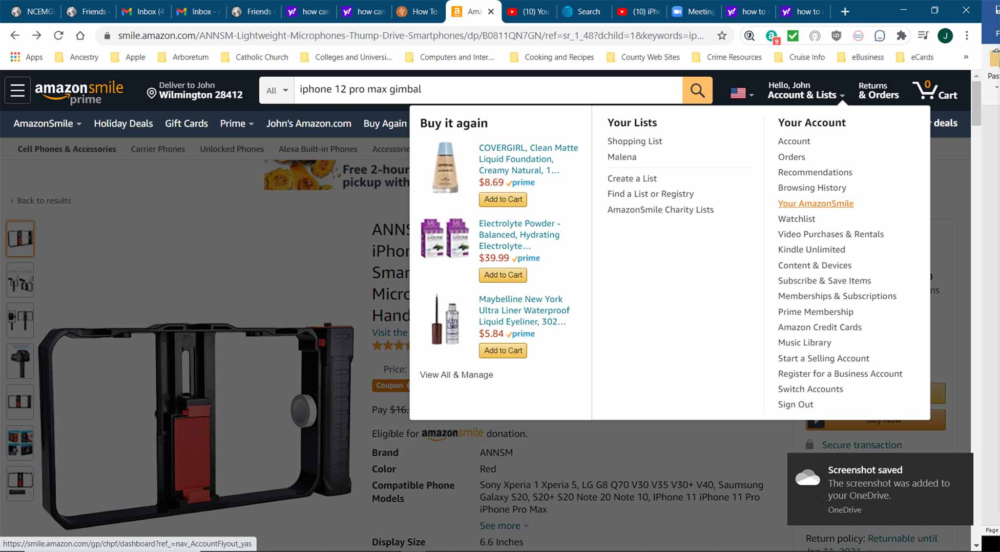 NCEMG
Friends
Inbox (4
Inbox -
Friends
how can
how can
How To
Ama
(10) You
Search
(10) iPho
Meeting
how to
how to
smile.amazon.com/ANNSM-Lightweight-Microphones-Thump-Drive-Smartphones/dp/B0811QN7GN/ref=sr_1_48?dchild=1&keywords=ip...
9
J
Apps
Ancestry
Apple
Arboretum
Catholic Church
Colleges and Universi...
Computers and Inter...
Cooking and Recipes
County Web Sites
Crime Resources
Cruise Info
eBusiness
eCards
»
Pas
amazonsmile
prime
Deliver to John
Wilmington 28412
All
iphone 12 pro max gimbal
Hello, John
Account & Lists
Returns
& Orders
0
Cart
AmazonSmile
Holiday Deals
Gift Cards
Prime
John's Amazon.com
Buy Again
deals
Cell Phones & Accessories
Carrier Phones
Unlocked Phones
Alexa Built-in Phones
Accessorie
Free 2-hour
pickup with
‹ Back to results
ANNS
iPhon
Smar
Micro
Hand
Visit the
Price:
Coupon
Pay $16.
Buy it again
COVERGIRL, Clean Matte
Liquid Foundation,
Creamy Natural, 1...
$8.69 prime
Add to Cart
Electrolyte Powder -
Balanced, Hydrating
Electrolyte...
$39.99 prime
Add to Cart
Maybelline New York
Ultra Liner Waterproof
Liquid Eyeliner, 302...
$5.84 prime
Add to Cart
View All & Manage
Your Lists
Shopping List
Malena
Create a List
Find a List or Registry
AmazonSmile Charity Lists
Your Account
Account
Orders
Recommendations
Browsing History
Your AmazonSmile
Watchlist
Video Purchases & Rentals
Kindle Unlimited
Content & Devices
Subscribe & Save Items
Memberships & Subscriptions
Prime Membership
Amazon Credit Cards
Music Library
Start a Selling Account
Register for a Business Account
Switch Accounts
Sign Out
ns
Buy Now
Secure transaction
Eligible for amazonsmile donation.
Brand ANNSM
Color Red
Compatible Phone Models Sony Xperia 1 Xperia 5, LG G8 Q70 V30 V35 V30+ V40, Saumsung
Galaxy S20, S20+ S20 Note 20 Note 10, IPhone 11 iPhone 11 Pro
iPhone Pro Max
See more
Display Size 6.6 Inches
Screenshot saved
The screenshot was added to
your OneDrive.
OneDrive
Return policy: Returnable until
Jan 31, 2021
Page
https://smile.amazon.com/gp/chpf/dashboard?ref_=nav_AccountFlyout_yas